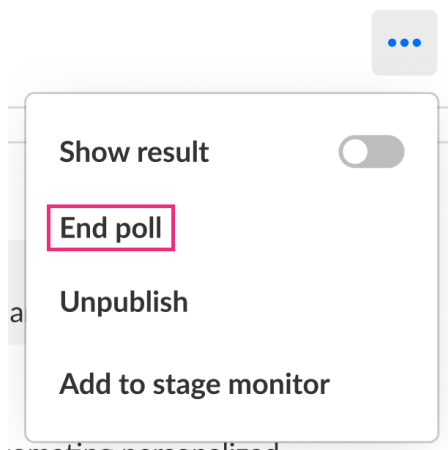 Show result
End poll
Unpublish
a
Add to stage monitor